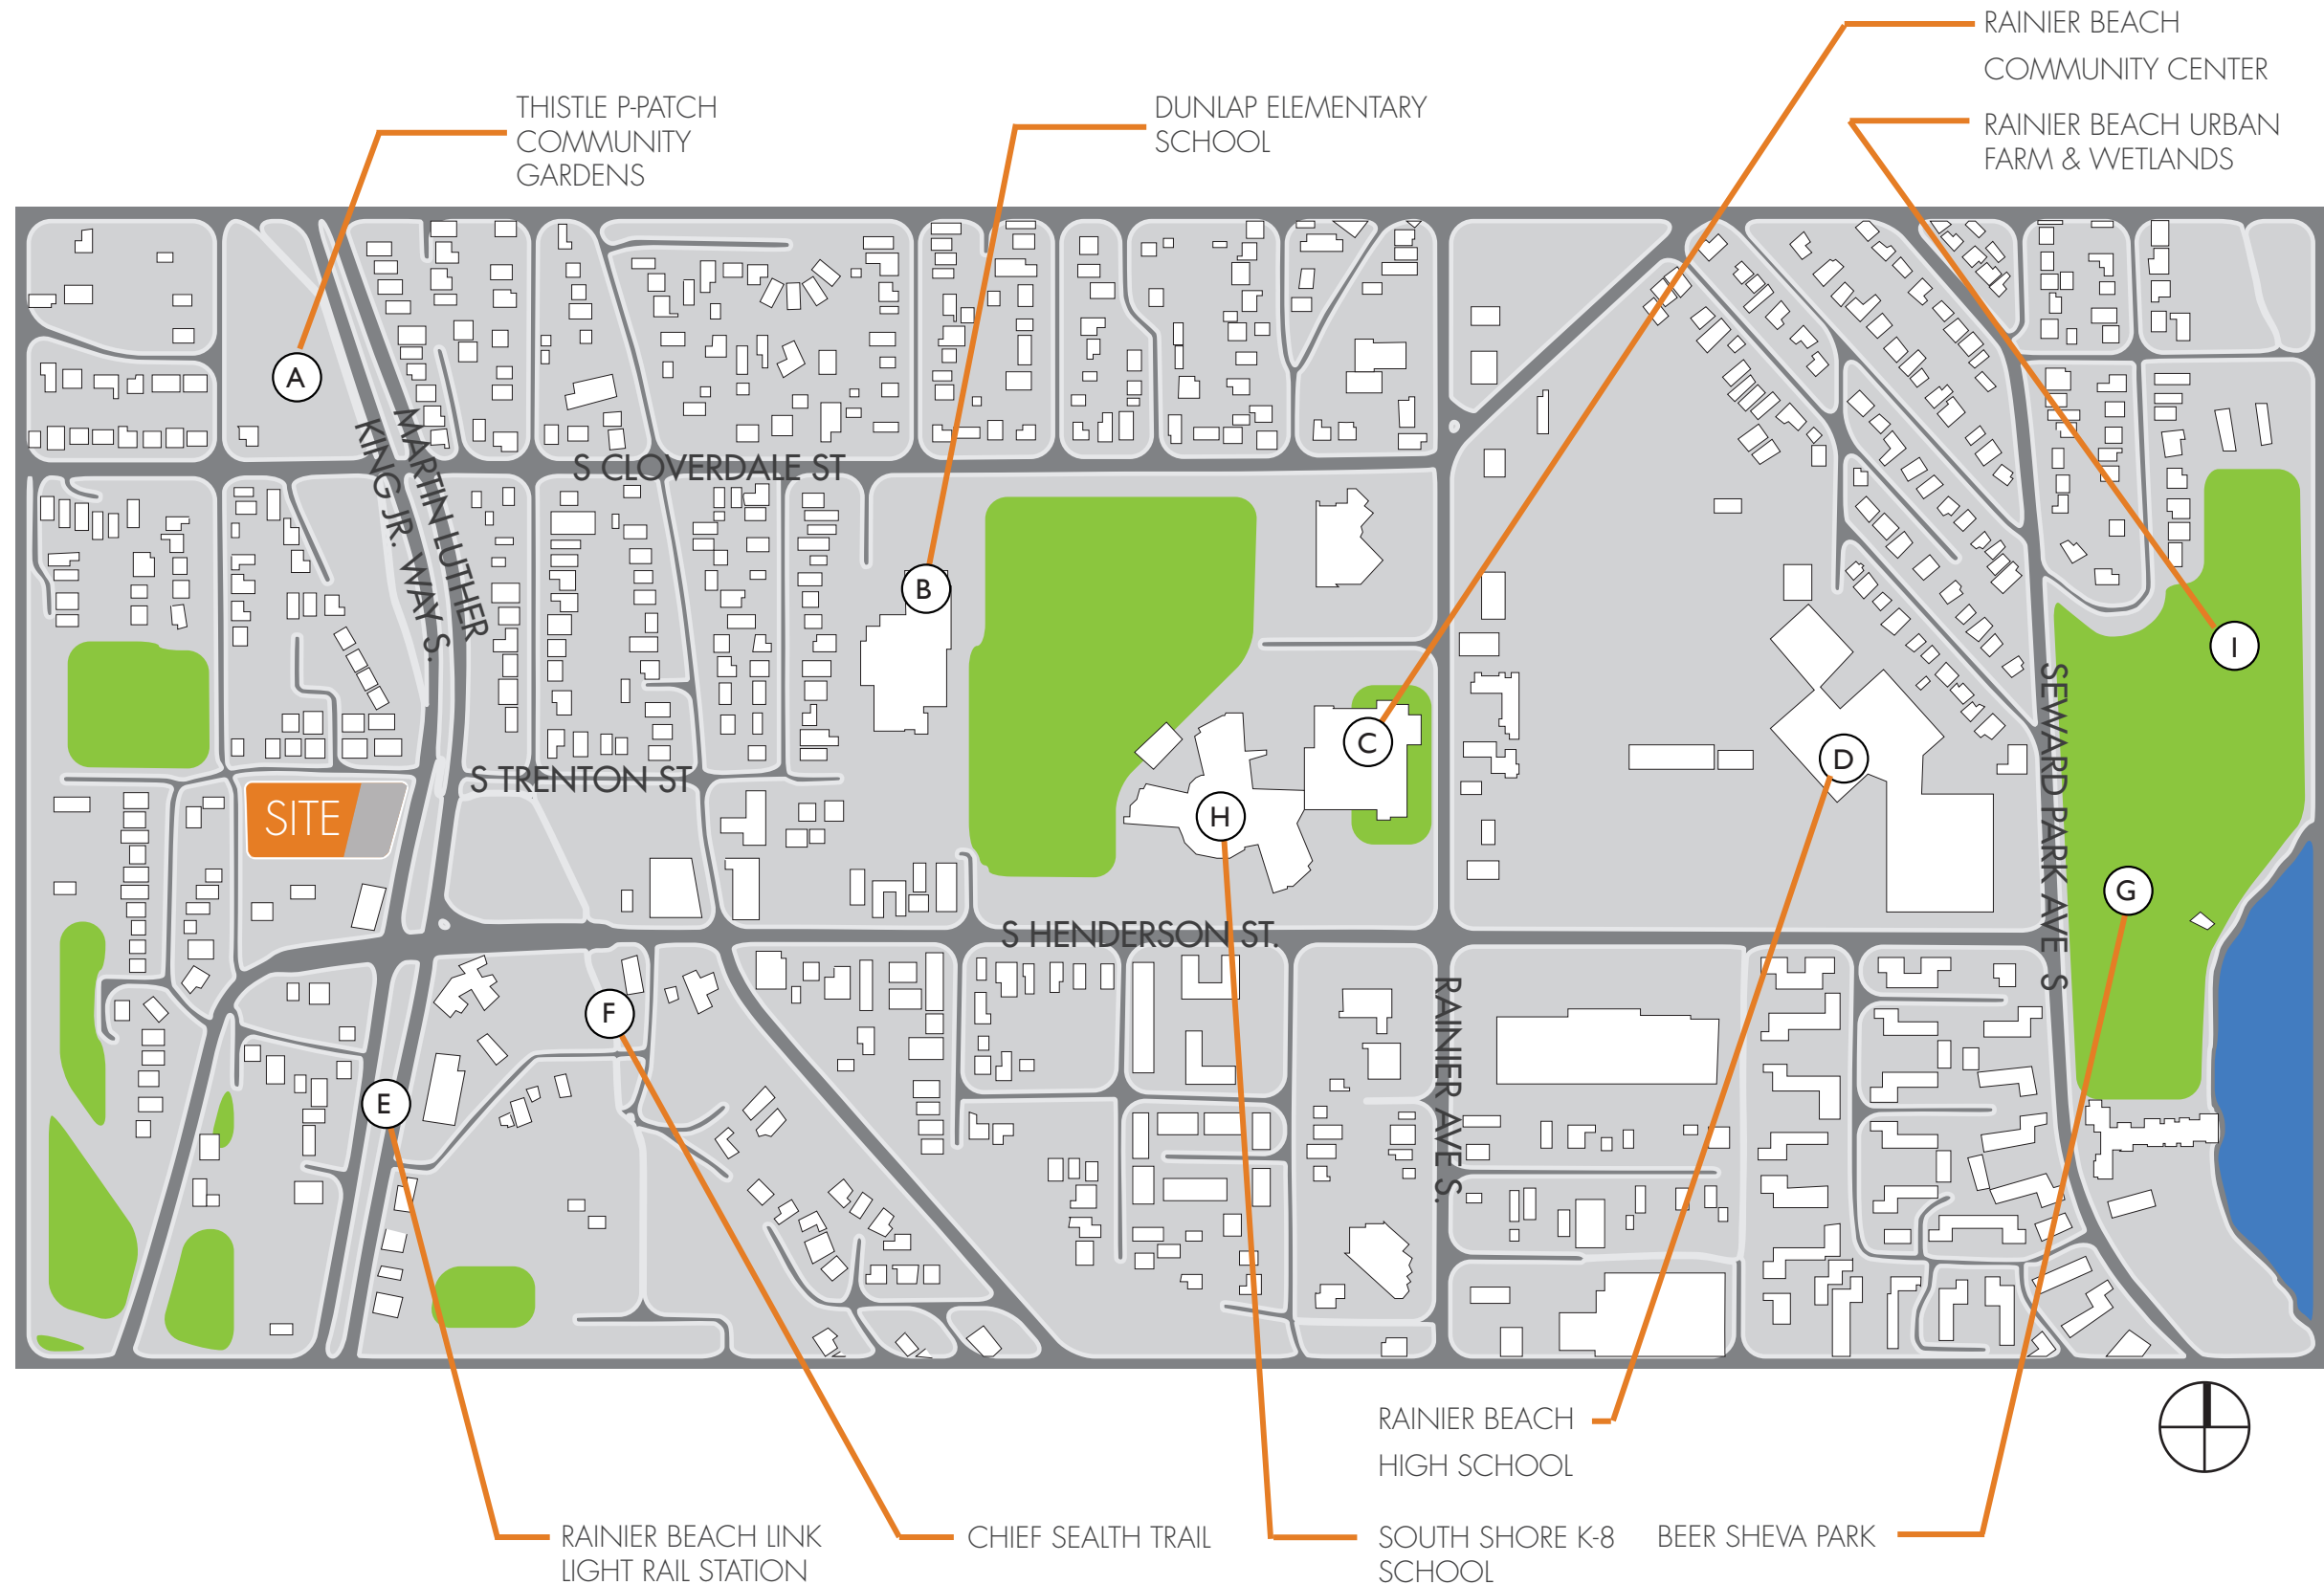 RAINIER BEACH
COMMUNITY CENTER
THISTLE P-PATCH
COMMUNITY
GARDENS
DUNLAP ELEMENTARY
SCHOOL
RAINIER BEACH URBAN
FARM & WETLANDS
A
MARTIN LUTHER
KING JR. WAY S.
S CLOVERDALE ST
B
I
SEWARD PARK AVE S
C
D
S TRENTON ST
SITE
H
G
S HENDERSON ST.
F
RAINIER AVE S.
E
RAINIER BEACH
HIGH SCHOOL
RAINIER BEACH LINK
LIGHT RAIL STATION
CHIEF SEALTH TRAIL
SOUTH SHORE K-8
SCHOOL
BEER SHEVA PARK